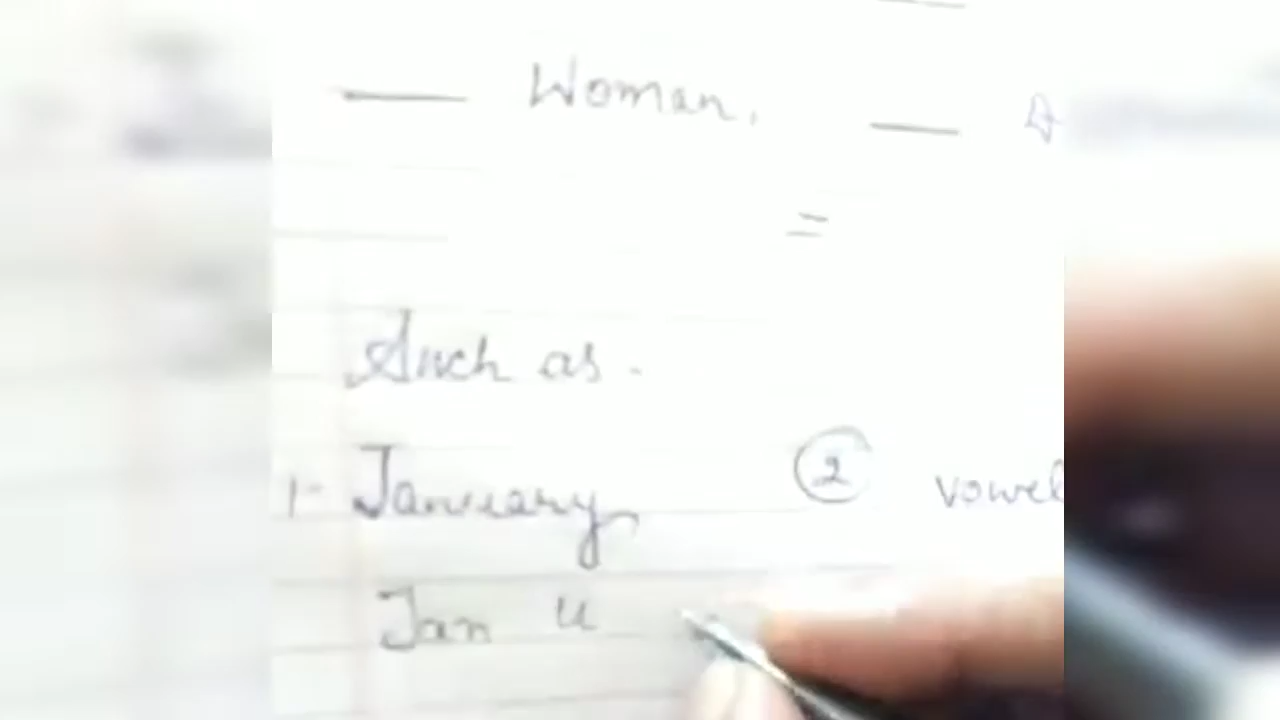 — Woman. —
=
Such as.
1- January ② vowel
Jan u